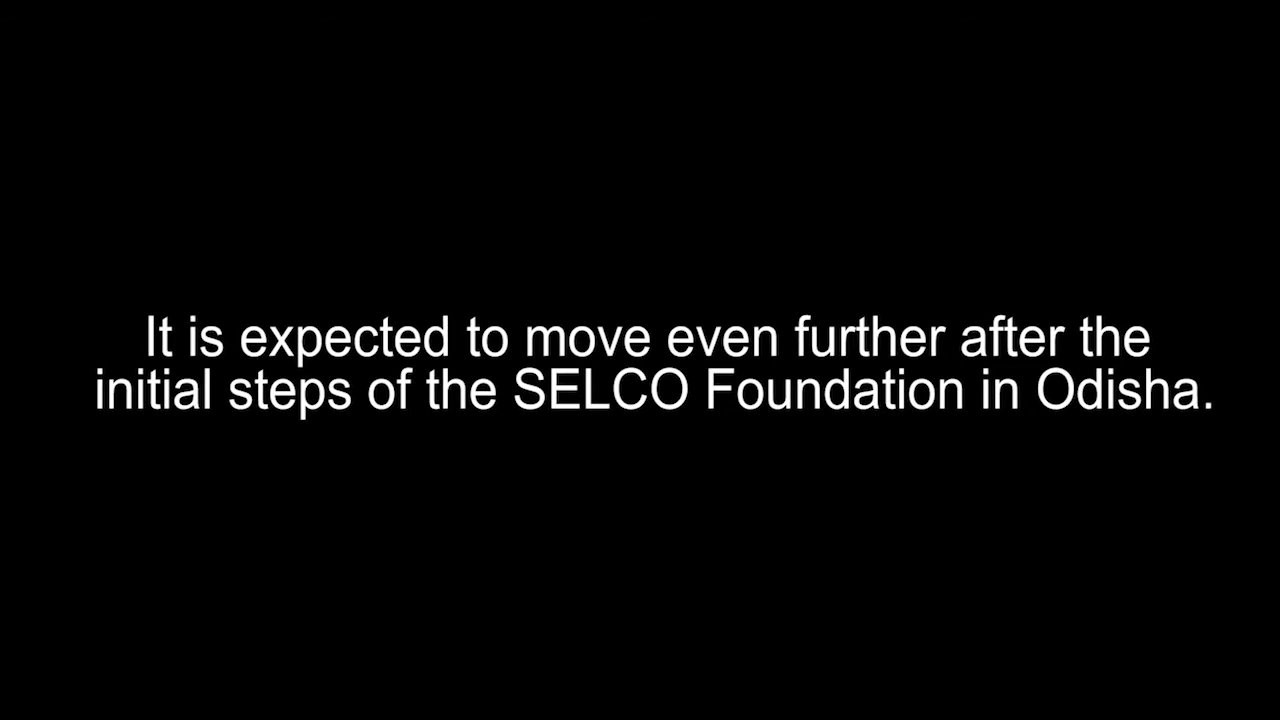 It is expected to move even further after the
initial steps of the SELCO Foundation in Odisha.